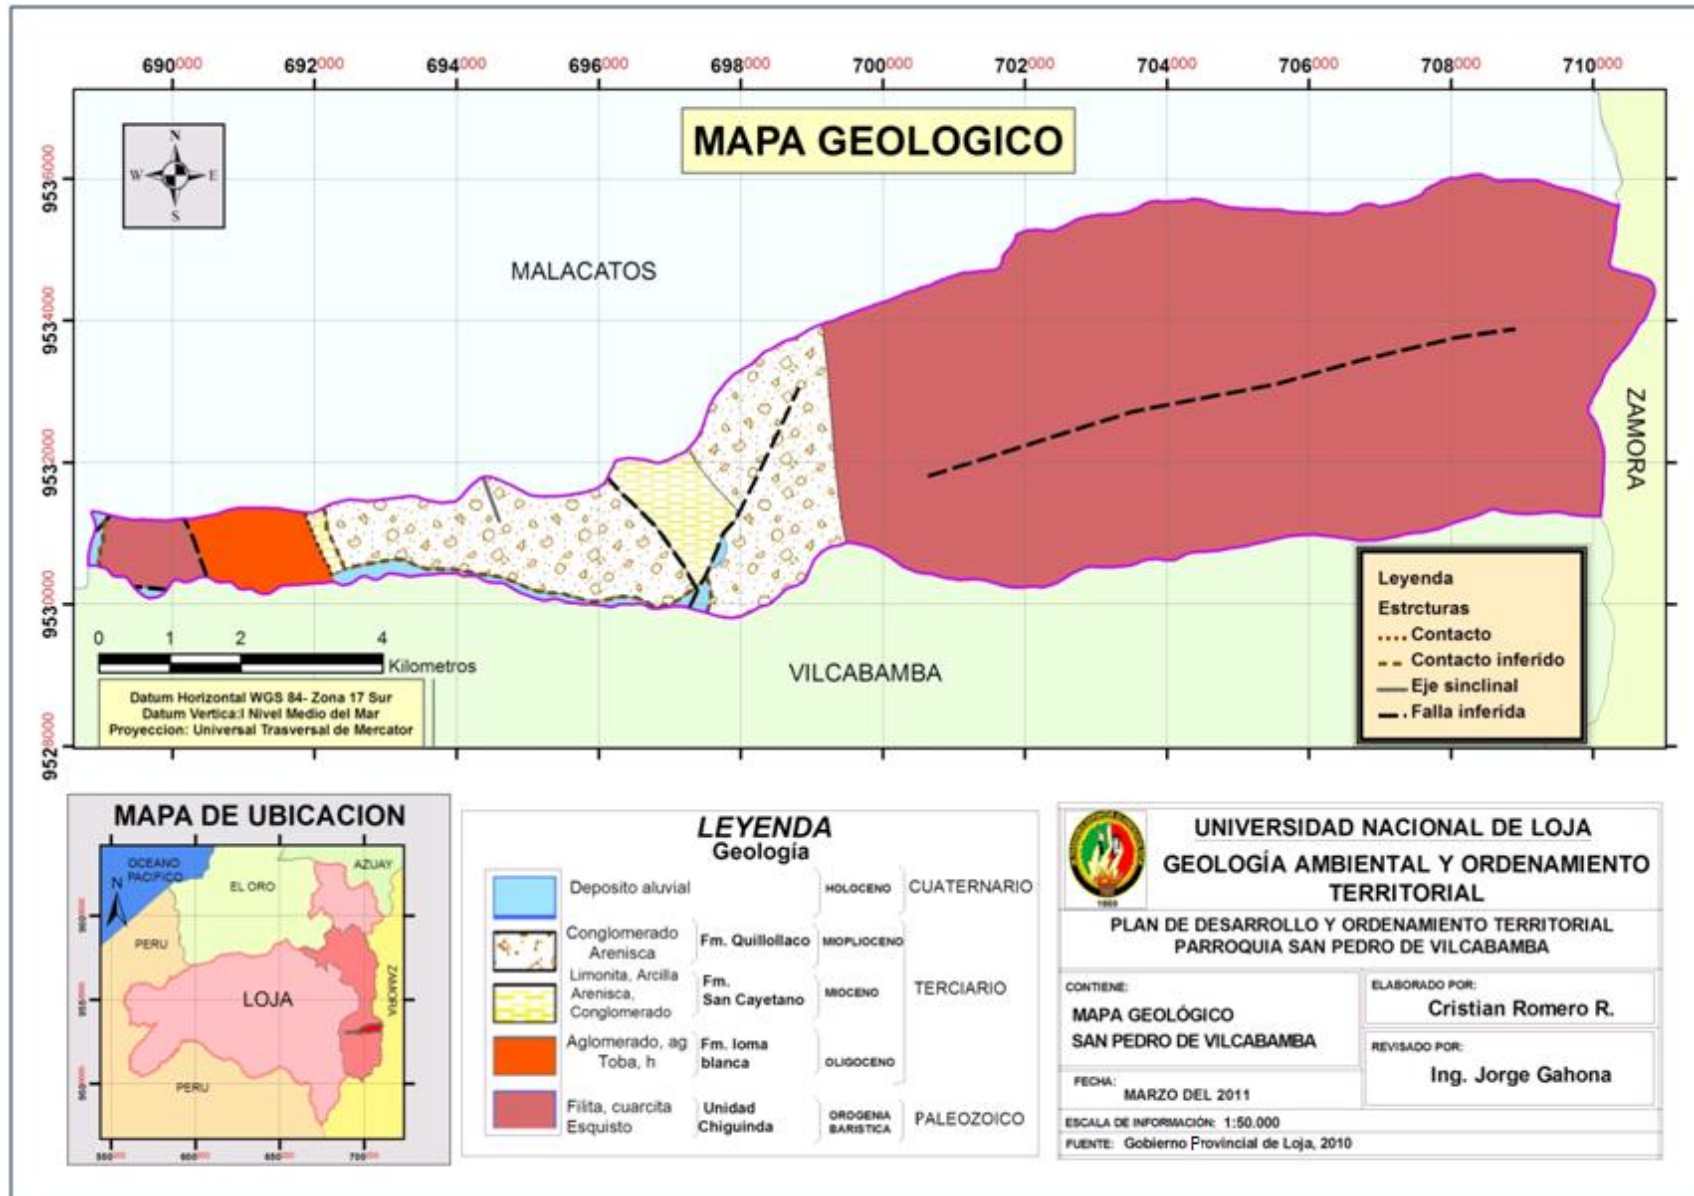 690000 692000 694000 696000 698000 700000 702000 704000 706000 708000 710000
MAPA GEOLOGICO
N
W E
S
9536000
9534000
9532000
9530000
9528000
MALACATOS
ZAMORA
VILCABAMBA
0 1 2 4
Kilometros
Datum Horizontal WGS 84- Zona 17 Sur
Datum Vertica:l Nivel Medio del Mar
Proyeccion: Universal Trasversal de Mercator
Leyenda
Estrcturas
Contacto
Contacto inferido
Eje sinclinal
Falla inferida
MAPA DE UBICACION
OCEANO
PACIFICO
AZUAY
N
EL ORO
PERU
ZAMORA
LOJA
PERU
LEYENDA
Geología
Deposito aluvial HOLOCENO CUATERNARIO
Conglomerado
Arenisca
Fm. Quillollaco MIOPLIOCENO
Limonita, Arcilla
Arenisca,
Conglomerado
Fm.
San Cayetano
MIOCENO
TERCIARIO
Aglomerado, ag
Toba, h
Fm. loma
blanca
OLIGOCENO
Filita, cuarcita
Esquisto
Unidad
Chiguinda
OROGENIA
BARISTICA
PALEOZOICO
1859
UNIVERSIDAD NACIONAL DE LOJA
GEOLOGÍA AMBIENTAL Y ORDENAMIENTO
TERRITORIAL
PLAN DE DESARROLLO Y ORDENAMIENTO TERRITORIAL
PARROQUIA SAN PEDRO DE VILCABAMBA
CONTIENE:
MAPA GEOLÓGICO
SAN PEDRO DE VILCABAMBA
ELABORADO POR:
Cristian Romero R.
REVISADO POR:
Ing. Jorge Gahona
FECHA:
MARZO DEL 2011
ESCALA DE INFORMACIÓN: 1:50.000
FUENTE: Gobierno Provincial de Loja, 2010